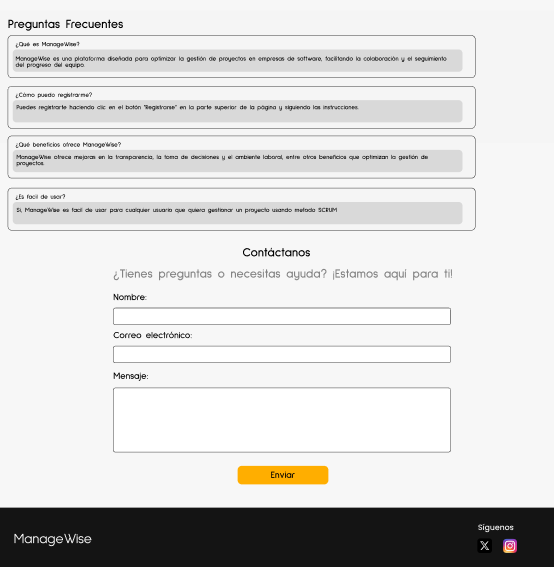 Preguntas Frecuentes
¿Qué es ManageWise?
ManageWise es una plataforma diseñada para optimizar la gestión de proyectos en empresas de software, facilitando la colaboración y el seguimiento
del progreso del equipo.
¿Cómo puedo registrarme?
Puedes registrarte haciendo clic en el botón "Registrarse" en la parte superior de la página y siguiendo las instrucciones.
¿Qué beneficios ofrece ManageWise?
ManageWise ofrece mejoras en la transparencia, la toma de decisiones y el ambiente laboral, entre otros beneficios que optimizan la gestión de
proyectos.
¿Es facil de usar?
Si, ManageWise es facil de usar para cualquier usuario que quiera gestionar un proyecto usando metodo SCRUM
Contáctanos
¿Tienes preguntas o necesitas ayuda? ¡Estamos aquí para ti!
Nombre:
Correo electrónico:
Mensaje:
Enviar
Síguenos
ManageWise